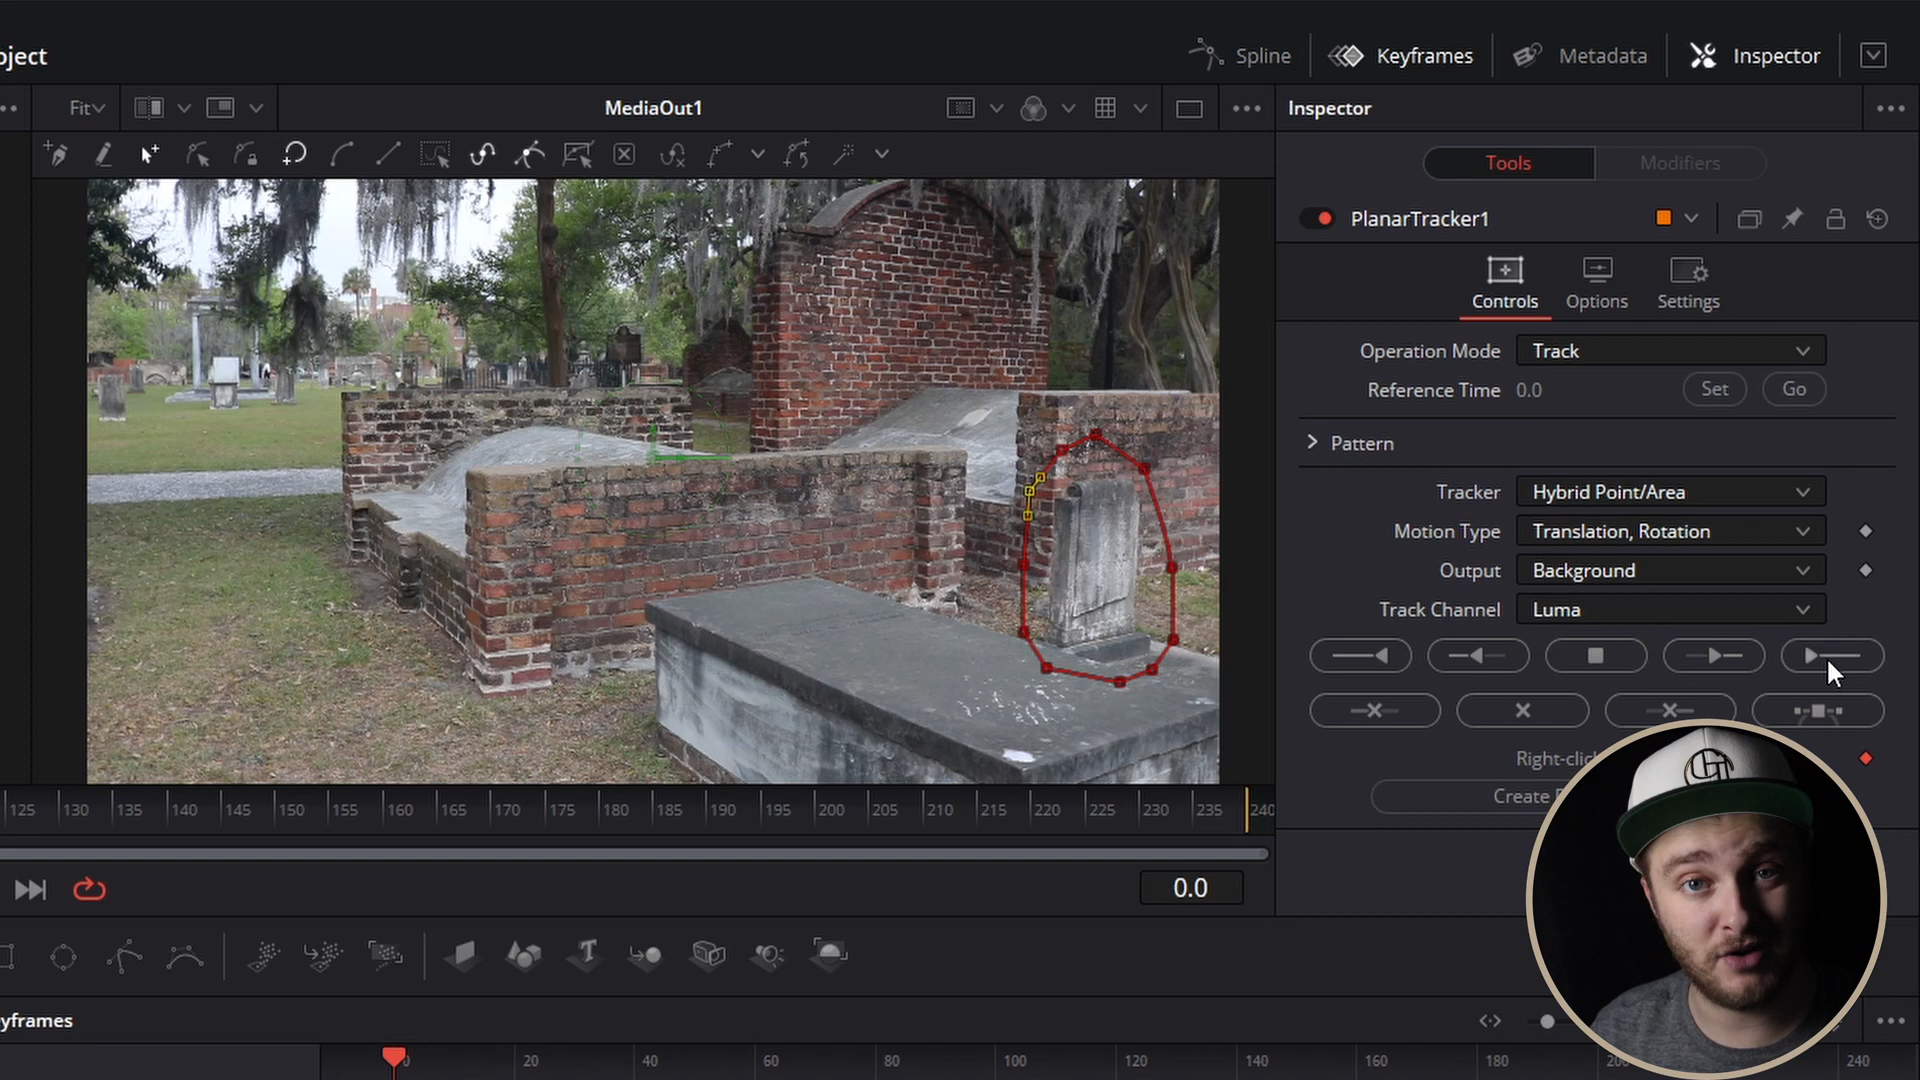 oject
Spline
Keyframes
Metadata
Inspector
Fit
MediaOut1
Inspector
Tools
Modifiers
PlanarTracker1
Controls
Options
Settings
Operation Mode
Track
Reference Time
0.0
Set
Go
Pattern
Tracker
Hybrid Point/Area
Motion Type
Translation, Rotation
Output
Background
Track Channel
Luma
Right-clic
Create
125 130 135 140 145 150 155 160 165 170 175 180 185 190 195 200 205 210 215 220 225 230 235 240
0.0
yframes
0 20 40 60 80 100 120 140 160 180 240